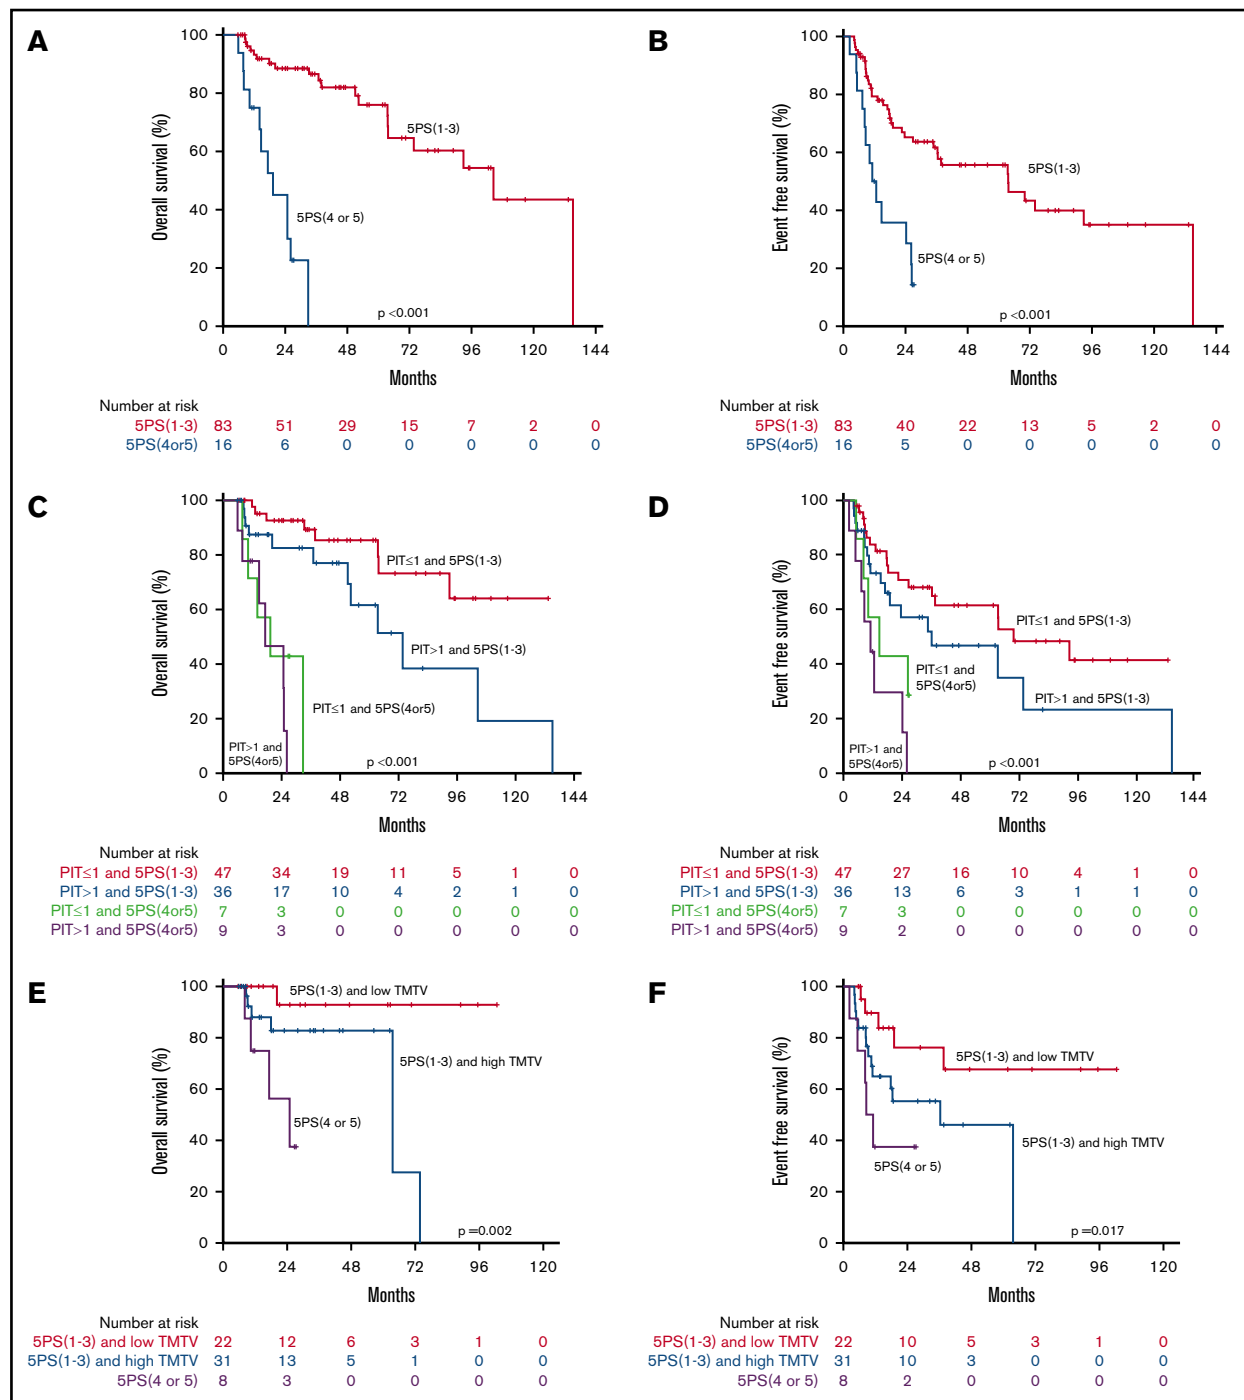 A
Overall survival (%)
100
80
60
40
20
0
5PS(1-3)
5PS(4 or 5)
p <0.001
0 24 48 72 96 120 144
Months
Number at risk
5PS(1-3) 83 51 29 15 7 2 0
5PS(4or5) 16 6 0 0 0 0 0
B
Event free survival (%)
100
80
60
40
20
0
5PS(1-3)
5PS(4 or 5)
p <0.001
0 24 48 72 96 120 144
Months
Number at risk
5PS(1-3) 83 40 22 13 5 2 0
5PS(4or5) 16 5 0 0 0 0 0
C
Overall survival (%)
100
80
60
40
20
0
PIT≤1 and 5PS(1-3)
PIT>1 and 5PS(1-3)
PIT≤1 and 5PS(4or5)
PIT>1 and
5PS(4or5)
p <0.001
0 24 48 72 96 120 144
Months
Number at risk
PIT≤1 and 5PS(1-3) 47 34 19 11 5 1 0
PIT>1 and 5PS(1-3) 36 17 10 4 2 1 0
PIT≤1 and 5PS(4or5) 7 3 0 0 0 0 0
PIT>1 and 5PS(4or5) 9 3 0 0 0 0 0
D
Event free survival (%)
100
80
60
40
20
0
PIT≤1 and 5PS(1-3)
PIT≤1 and
5PS(4or5)
PIT>1 and 5PS(1-3)
PIT>1 and
5PS(4or5)
p <0.001
0 24 48 72 96 120 144
Months
Number at risk
PIT≤1 and 5PS(1-3) 47 27 16 10 4 1 0
PIT>1 and 5PS(1-3) 36 13 6 3 1 1 0
PIT≤1 and 5PS(4or5) 7 3 0 0 0 0 0
PIT>1 and 5PS(4or5) 9 2 0 0 0 0 0
E
Overall survival (%)
100
80
60
40
20
0
5PS(1-3) and low TMTV
5PS(1-3) and high TMTV
5PS(4 or 5)
p =0.002
0 24 48 72 96 120
Months
Number at risk
5PS(1-3) and low TMTV 22 12 6 3 1 0
5PS(1-3) and high TMTV 31 13 5 1 0 0
5PS(4 or 5) 8 3 0 0 0 0
F
Event free survival (%)
100
80
60
40
20
0
5PS(1-3) and low TMTV
5PS(1-3) and high TMTV
5PS(4 or 5)
p =0.017
0 24 48 72 96 120
Months
Number at risk
5PS(1-3) and low TMTV 22 10 5 3 1 0
5PS(1-3) and high TMTV 31 10 3 0 0 0
5PS(4 or 5) 8 2 0 0 0 0